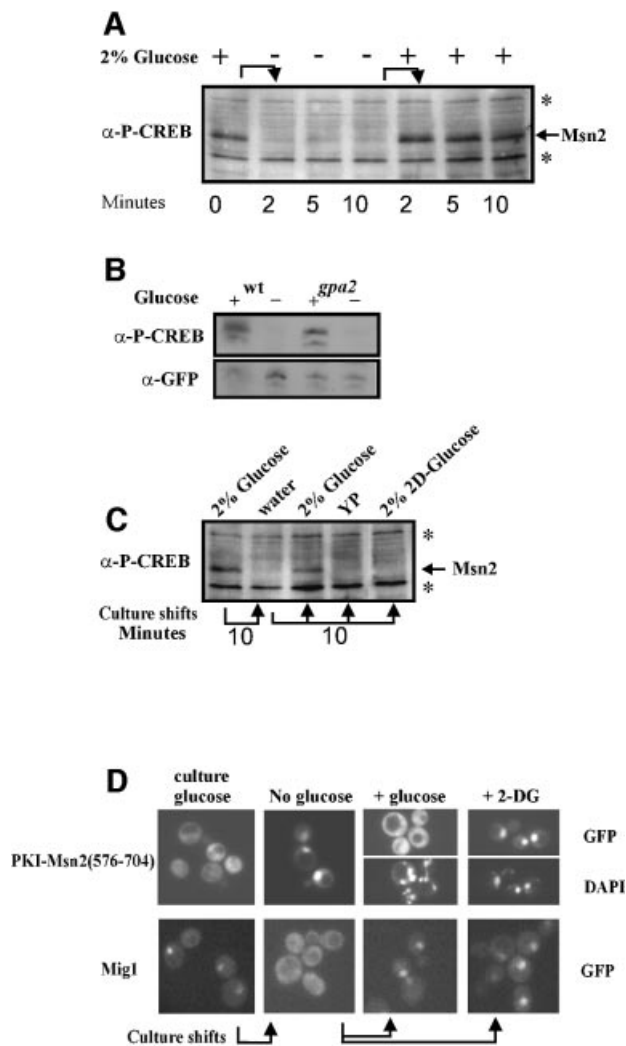 A
2% Glucose + - - - + + +
*
α-P-CREB
Msn2
*
Minutes 0 2 5 10 2 5 10
B
wt gpa2
Glucose + − + −
α-P-CREB
α-GFP
C
2% Glucose water 2% Glucose YP 2% 2D-Glucose
*
α-P-CREB
Msn2
*
Culture shifts
Minutes 10 10
D
culture
glucose No glucose + glucose + 2-DG
GFP
PKI-Msn2(576-704)
DAPI
Mig1 GFP
Culture shifts